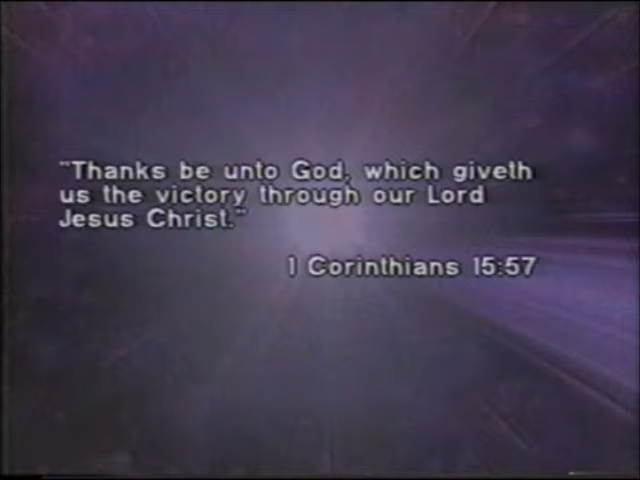 "Thanks be unto God, which giveth
us the victory through our Lord
Jesus Christ."
1 Corinthians 15:57